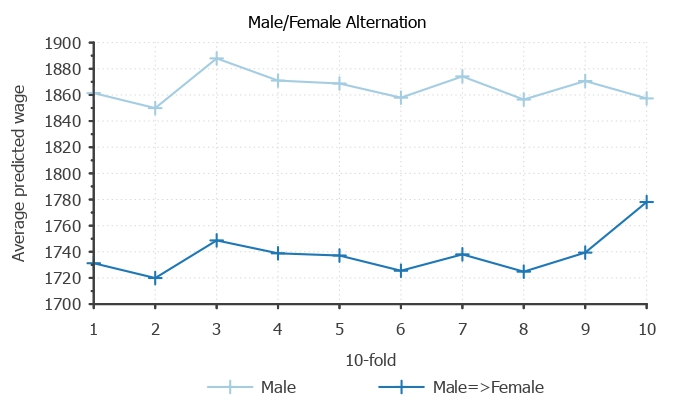 Male/Female Alternation
Average predicted wage
1900
1880
1860
1840
1820
1800
1780
1760
1740
1720
1700
1 2 3 4 5 6 7 8 9 10
10-fold
Male Male=>Female